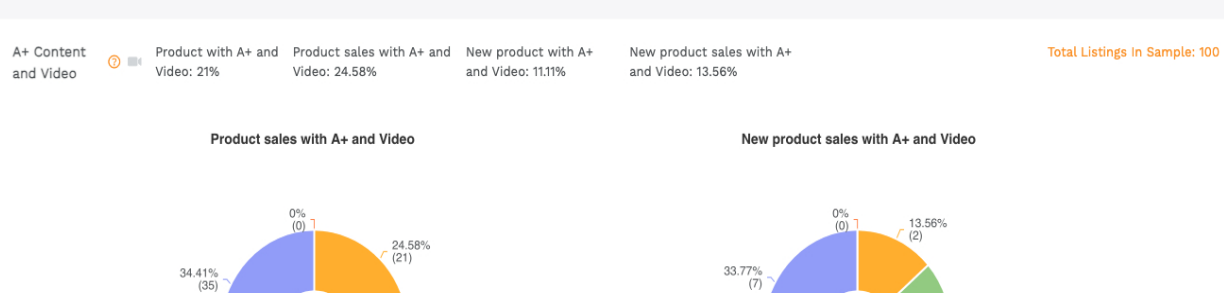 A+ Content
and Video
?
Product with A+ and
Video: 21%
Product sales with A+ and
Video: 24.58%
New product with A+
and Video: 11.11%
New product sales with A+
and Video: 13.56%
Total Listings In Sample: 100
Product sales with A+ and Video
New product sales with A+ and Video
0%
(0)
24.58%
(21)
34.41%
(35)
0%
(0)
13.56%
(2)
33.77%
(7)